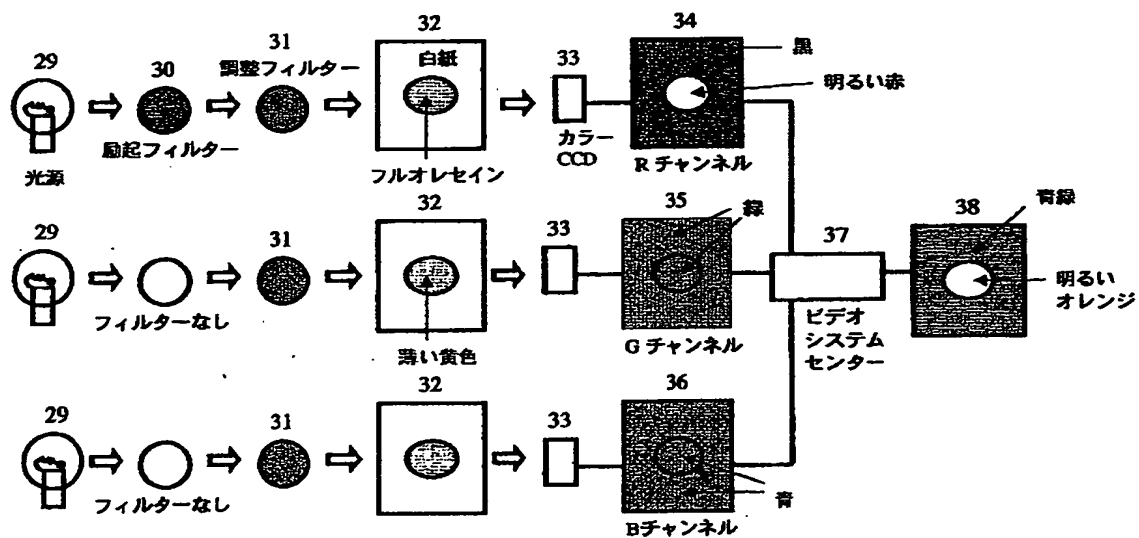 29
光源
30
励起フィルター
31
調整フィルター
32
白紙
フルオレセイン
33
カラー
CCD
34
黒
明るい赤
R チャンネル
29
フィルターなし
31
32
薄い黄色
33
35
緑
G チャンネル
37
ビデオ
システム
センター
38
青緑
明るい
オレンジ
29
フィルターなし
31
32
33
36
青
Bチャンネル